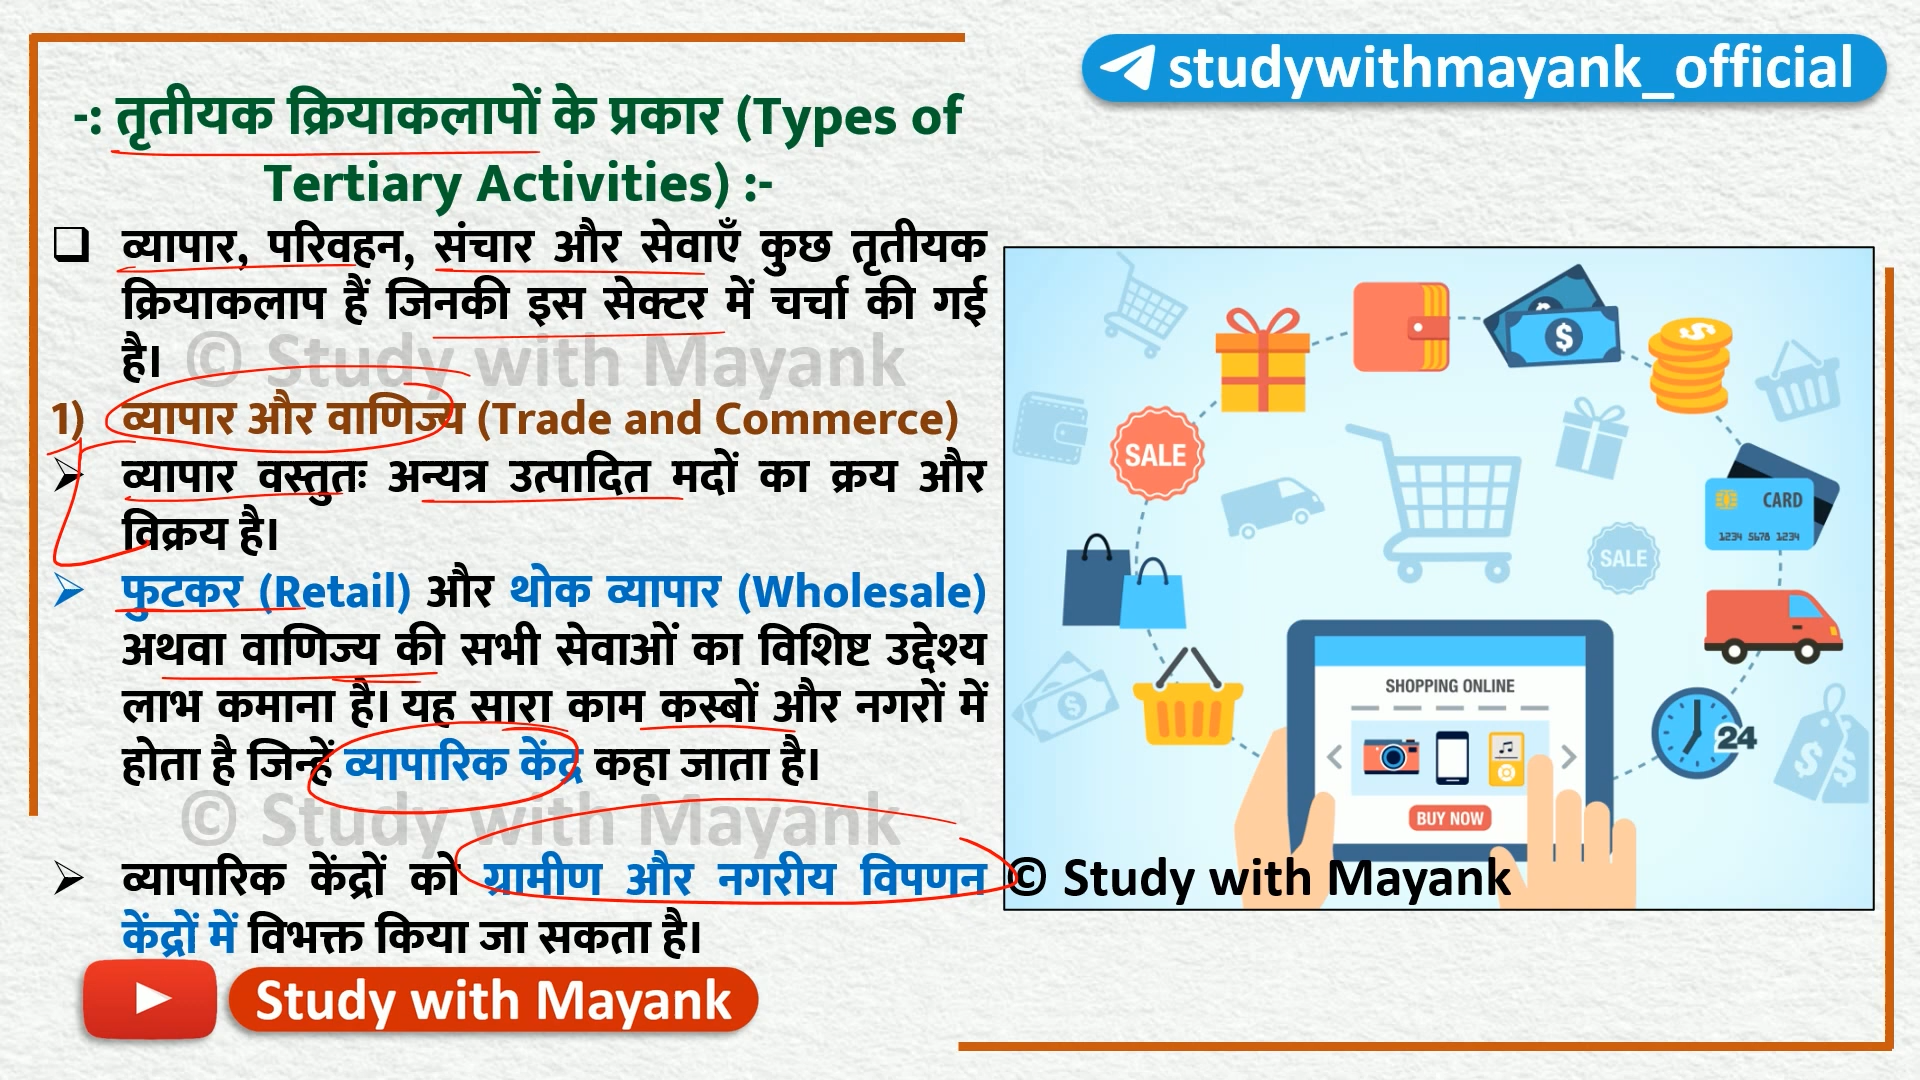 studywithmayank_official
-: तृतीयक क्रियाकलापों के प्रकार (Types of
Tertiary Activities) :-
❑ व्यापार, परिवहन, संचार और सेवाएँ कुछ तृतीयक
क्रियाकलाप हैं जिनकी इस सेक्टर में चर्चा की गई
है।
© Study with Mayank
1) व्यापार और वाणिज्य (Trade and Commerce)
➢ व्यापार वस्तुतः अन्यत्र उत्पादित मदों का क्रय और
विक्रय है।
➢ फुटकर (Retail) और थोक व्यापार (Wholesale)
अथवा वाणिज्य की सभी सेवाओं का विशिष्ट उद्देश्य
लाभ कमाना है। यह सारा काम कस्बों और नगरों में
होता है जिन्हें व्यापारिक केंद्र कहा जाता है।
© Study with Mayank
➢ व्यापारिक केंद्रों को ग्रामीण और नगरीय विपणन
केंद्रों में विभक्त किया जा सकता है।
Study with Mayank
$
$
SALE
CARD
1234 5678 1234
SALE
$
SHOPPING ONLINE
24
$ $
BUY NOW
© Study with Mayank